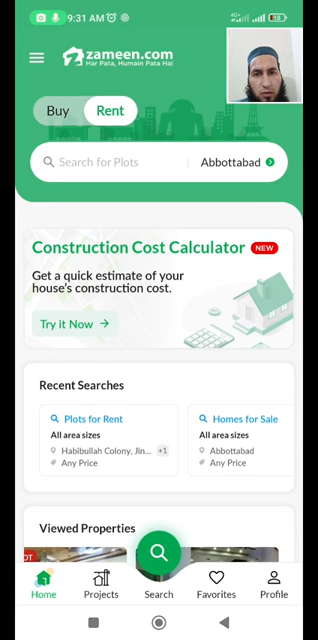 9:31 AM
4G+
18
zameen.com
Har Pata, Humain Pata Hai
Buy
Rent
Search for Plots
Abbottabad
Construction Cost Calculator NEW
Get a quick estimate of your
house's construction cost.
Try it Now
Recent Searches
Plots for Rent
All area sizes
Habibullah Colony, Jin... +1
Any Price
Homes for Sale
All area sizes
Abbottabad
Any Price
Viewed Properties
Home
Projects
Search
Favorites
Profile